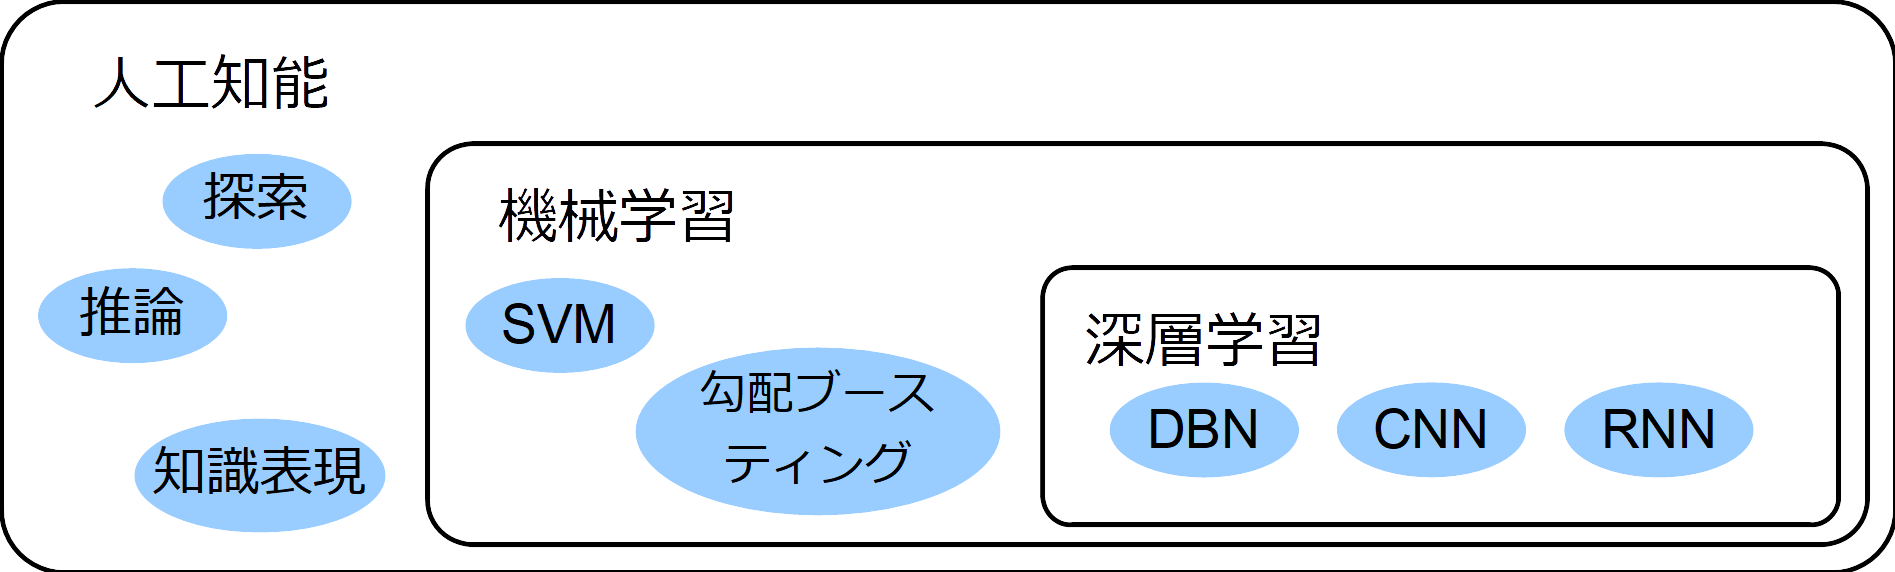 人工知能
探索
推論
知識表現
機械学習
SVM
勾配ブース
ティング
深層学習
DBN
CNN
RNN